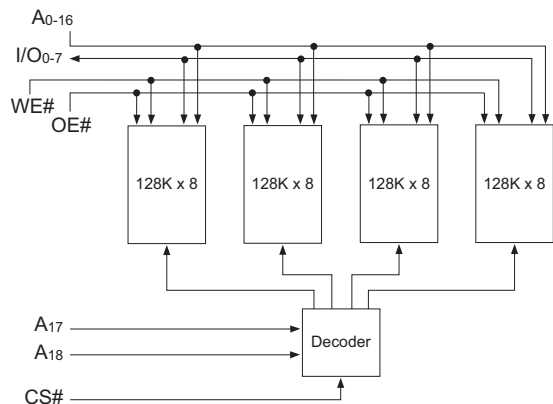 A0-16
I/O0-7
WE#
OE#
128K x 8
128K x 8
128K x 8
128K x 8
A17
A18
Decoder
CS#